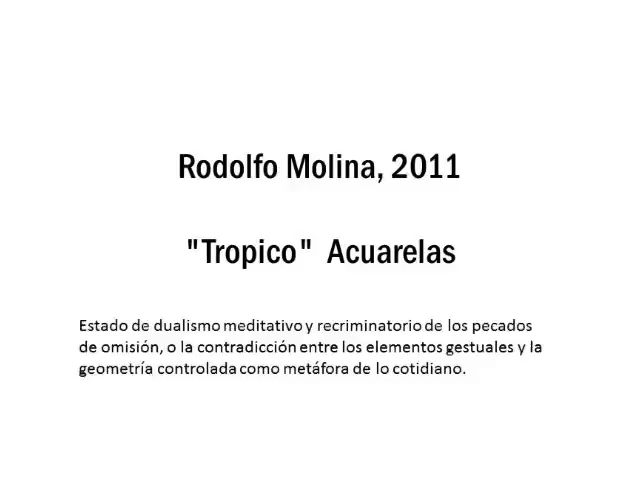 Rodolfo Molina, 2011
"Tropico" Acuarelas
Estado de dualismo meditativo y recriminatorio de los pecados
de omisión, o la contradicción entre los elementos gestuales y la
geometría controlada como metáfora de lo cotidiano.